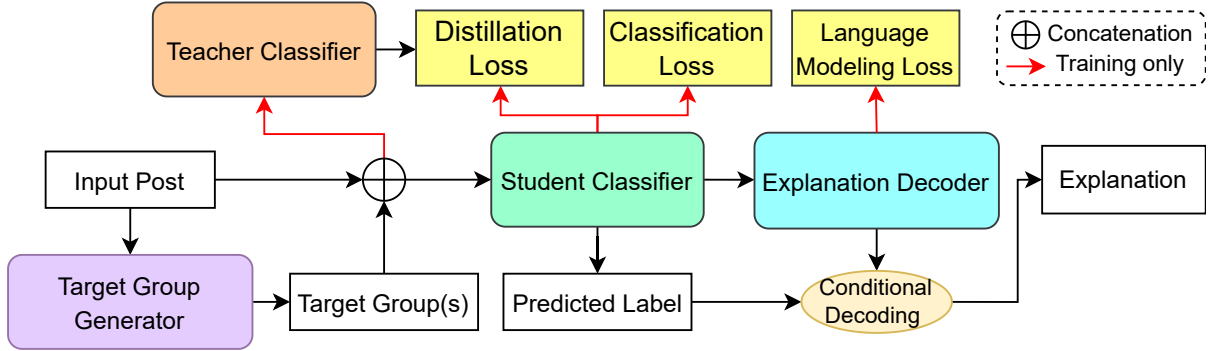 Teacher Classifier
Distillation
Loss
Classification
Loss
Language
Modeling Loss
Concatenation
Training only
Input Post
Student Classifier
Explanation Decoder
Explanation
Target Group
Generator
Target Group(s)
Predicted Label
Conditional
Decoding